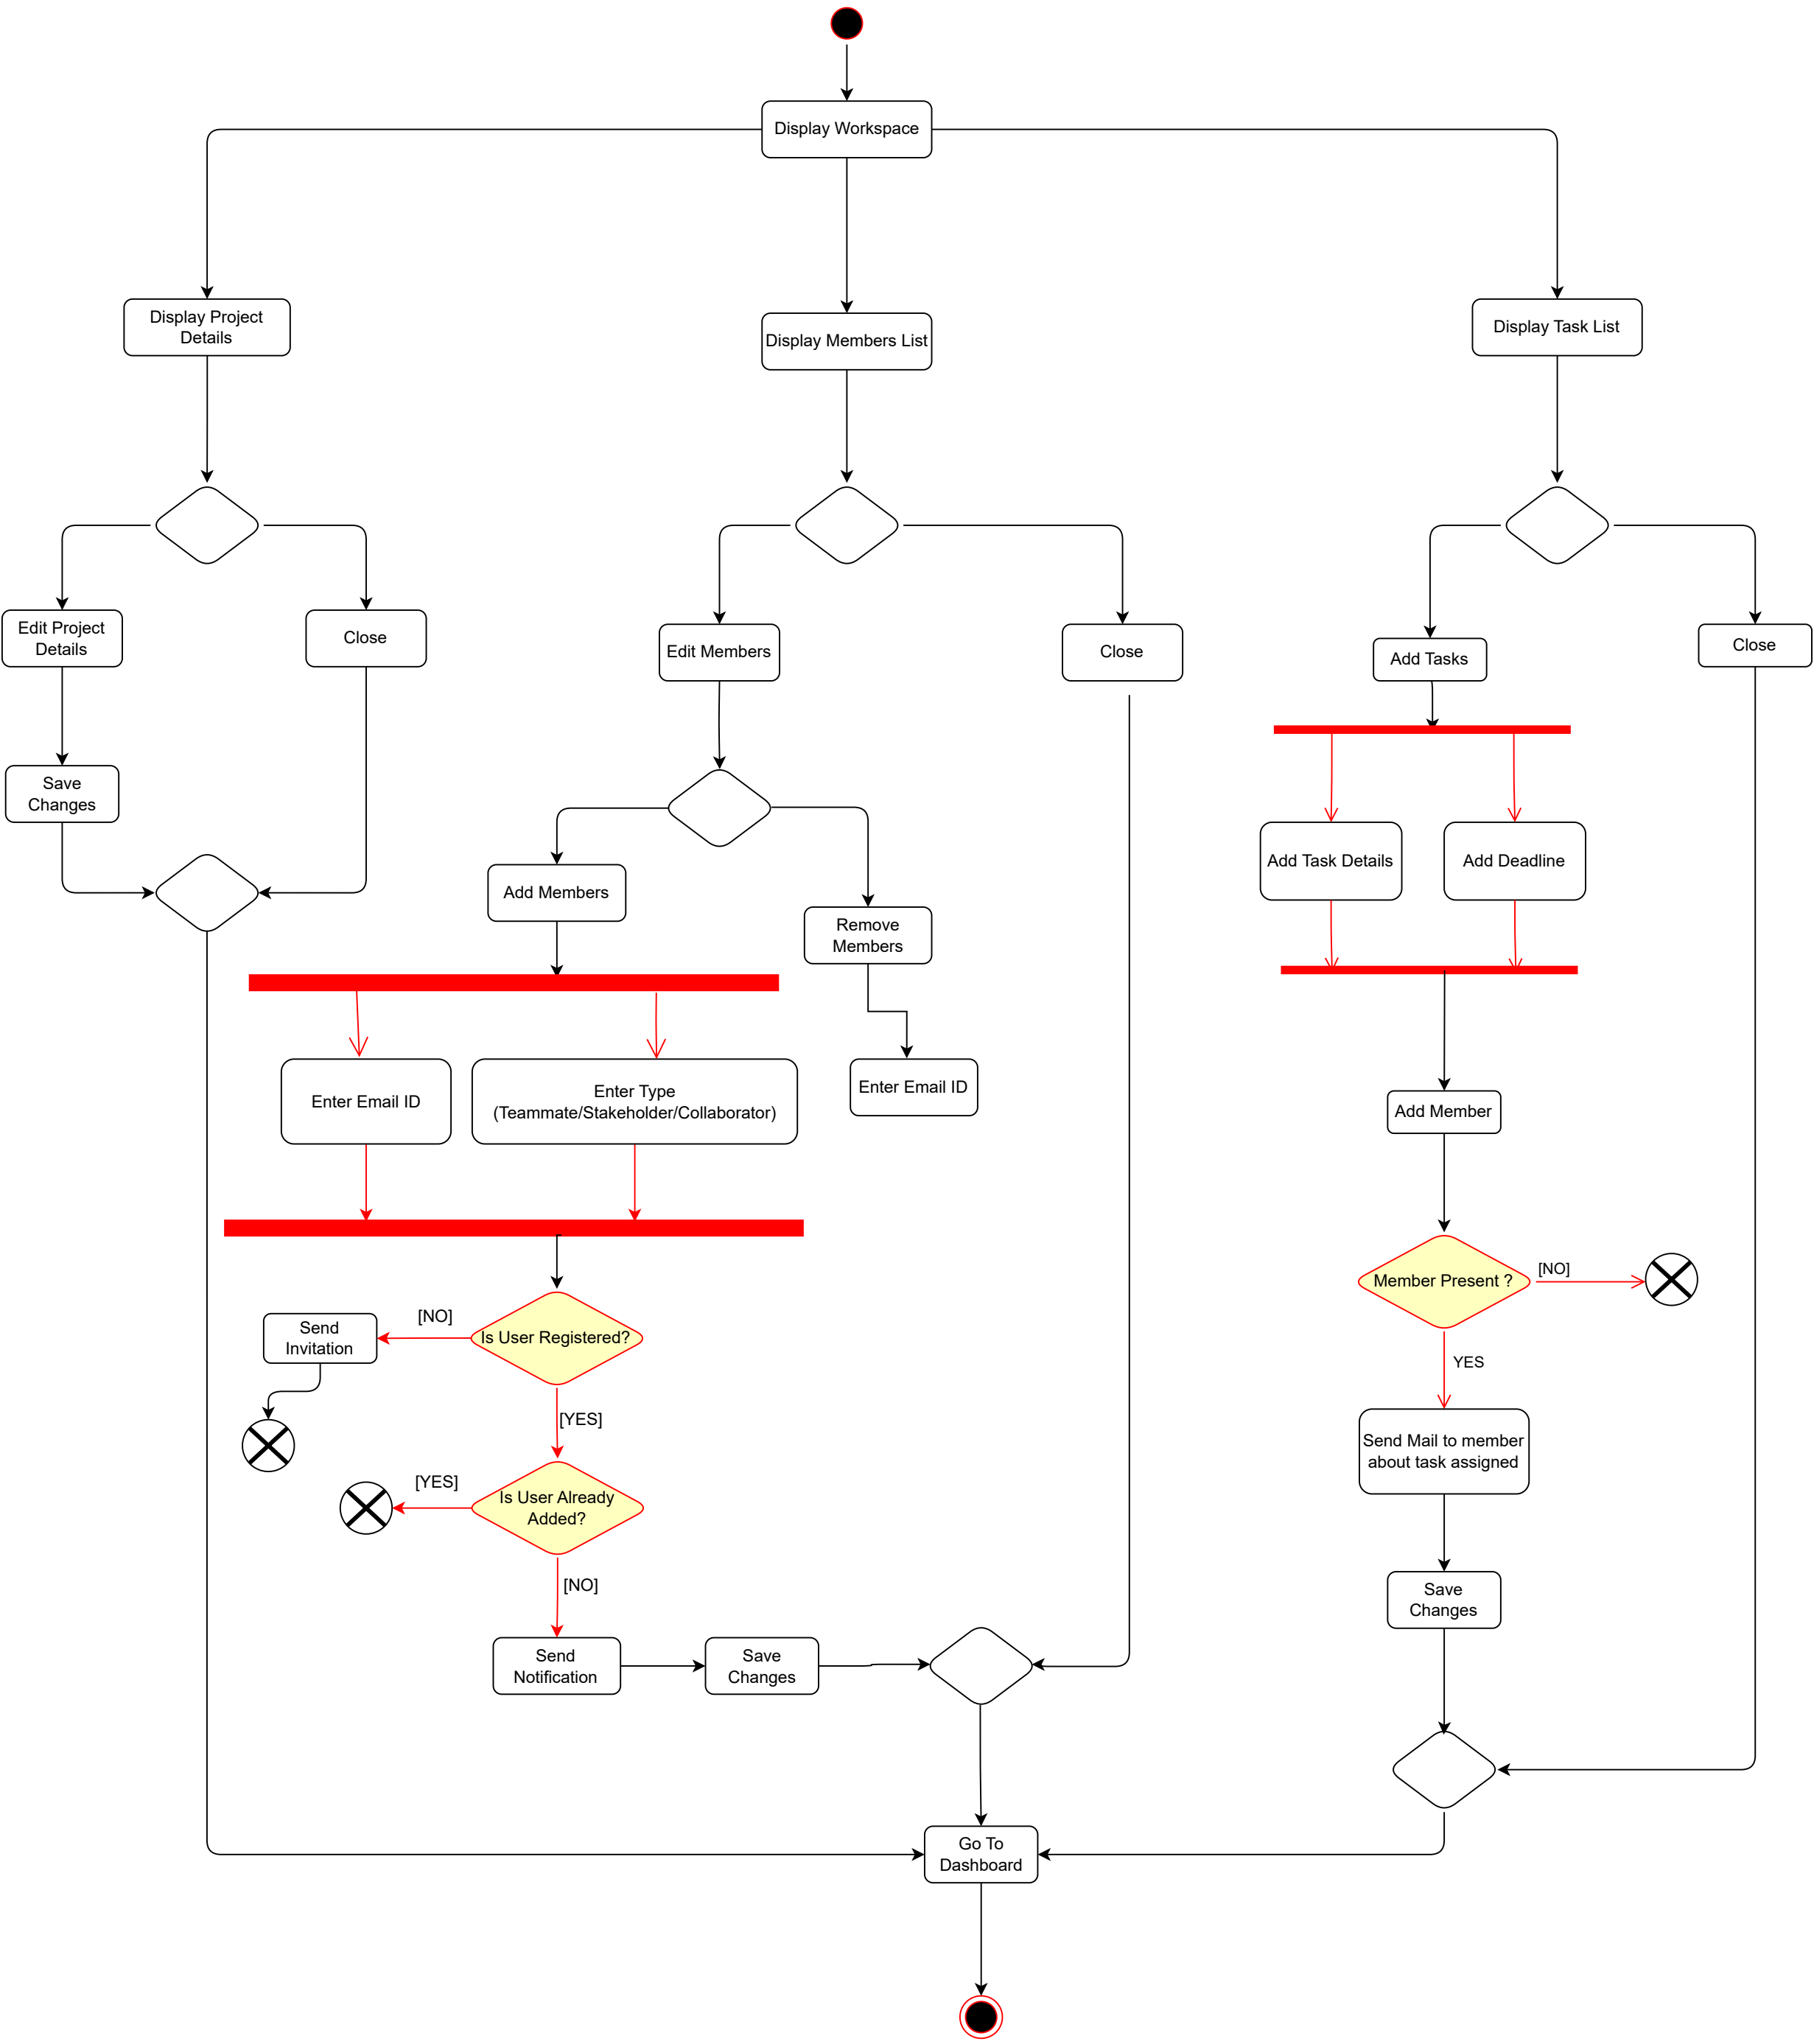 Display Workspace
Display Project
Details
Display Members List
Display Task List
Edit Project
Details
Close
Edit Members
Close
Add Tasks
Close
Save
Changes
Add Members
Remove
Members
Add Task Details
Add Deadline
Enter Email ID
Enter Type
(Teammate/Stakeholder/Collaborator)
Enter Email ID
Add Member
Member Present ?
[NO]
YES
Send
Invitation
[NO]
Is User Registered?
[YES]
[YES]
Is User Already
Added?
[NO]
Send Mail to member
about task assigned
Save
Changes
Send
Notification
Save
Changes
Go To
Dashboard